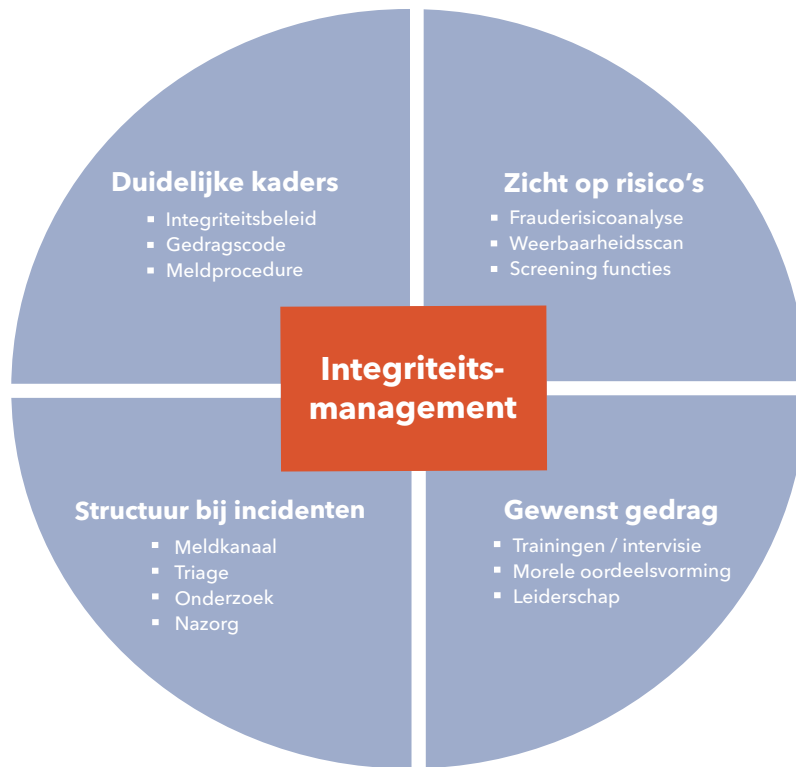 Duidelijke kaders
▪ Integriteitsbeleid
▪ Gedragscode
▪ Meldprocedure
Zicht op risico's
▪ Frauderisicoanalyse
▪ Weerbaarheidsscan
▪ Screening functies
Integriteits-
management
Structuur bij incidenten
▪ Meldkanaal
▪ Triage
▪ Onderzoek
▪ Nazorg
Gewenst gedrag
▪ Trainingen / intervisie
▪ Morele oordeelsvorming
▪ Leiderschap